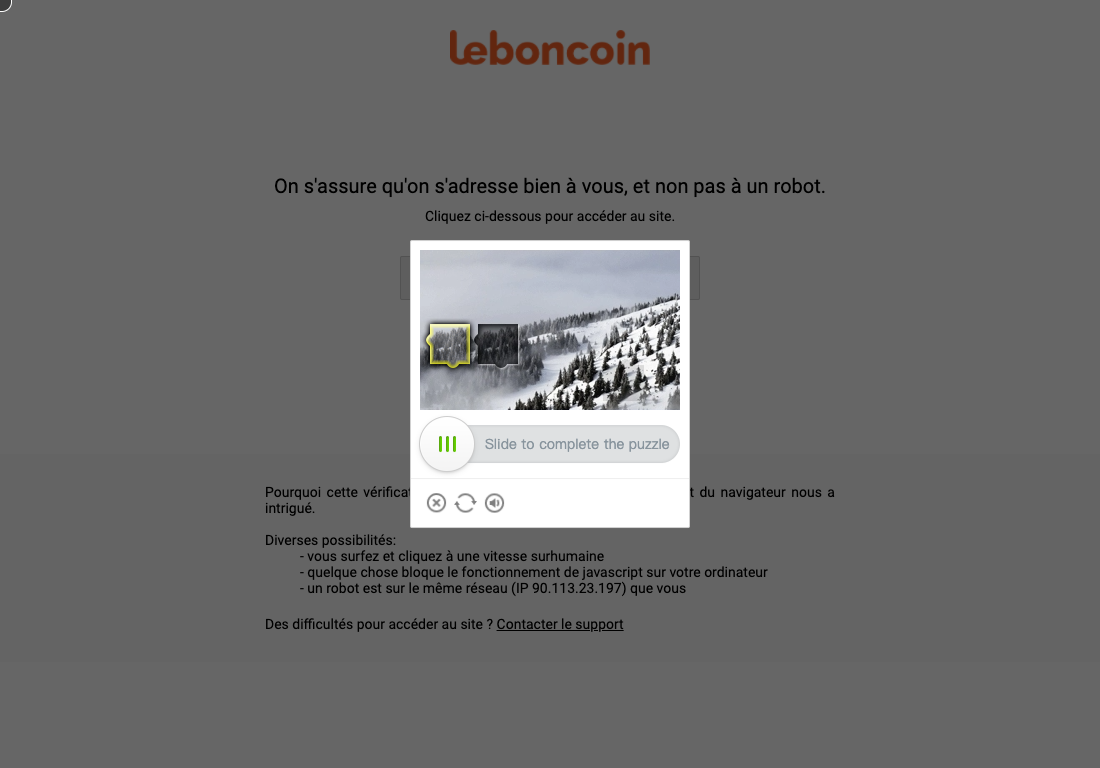 leboncoin
On s'assure qu'on s'adresse bien à vous, et non pas à un robot.
Cliquez ci-dessous pour accéder au site.
Slide to complete the puzzle
Pourquoi cette t du navigateur nous a
intrigué.
Diverses possibilités:
- vous surfez et cliquez à une vitesse surhumaine
- quelque chose bloque le fonctionnement de javascript sur votre ordinateur
- un robot est sur le même réseau (IP 90.113.23.197) que vous
Des difficultés pour accéder au site ? Contacter le support